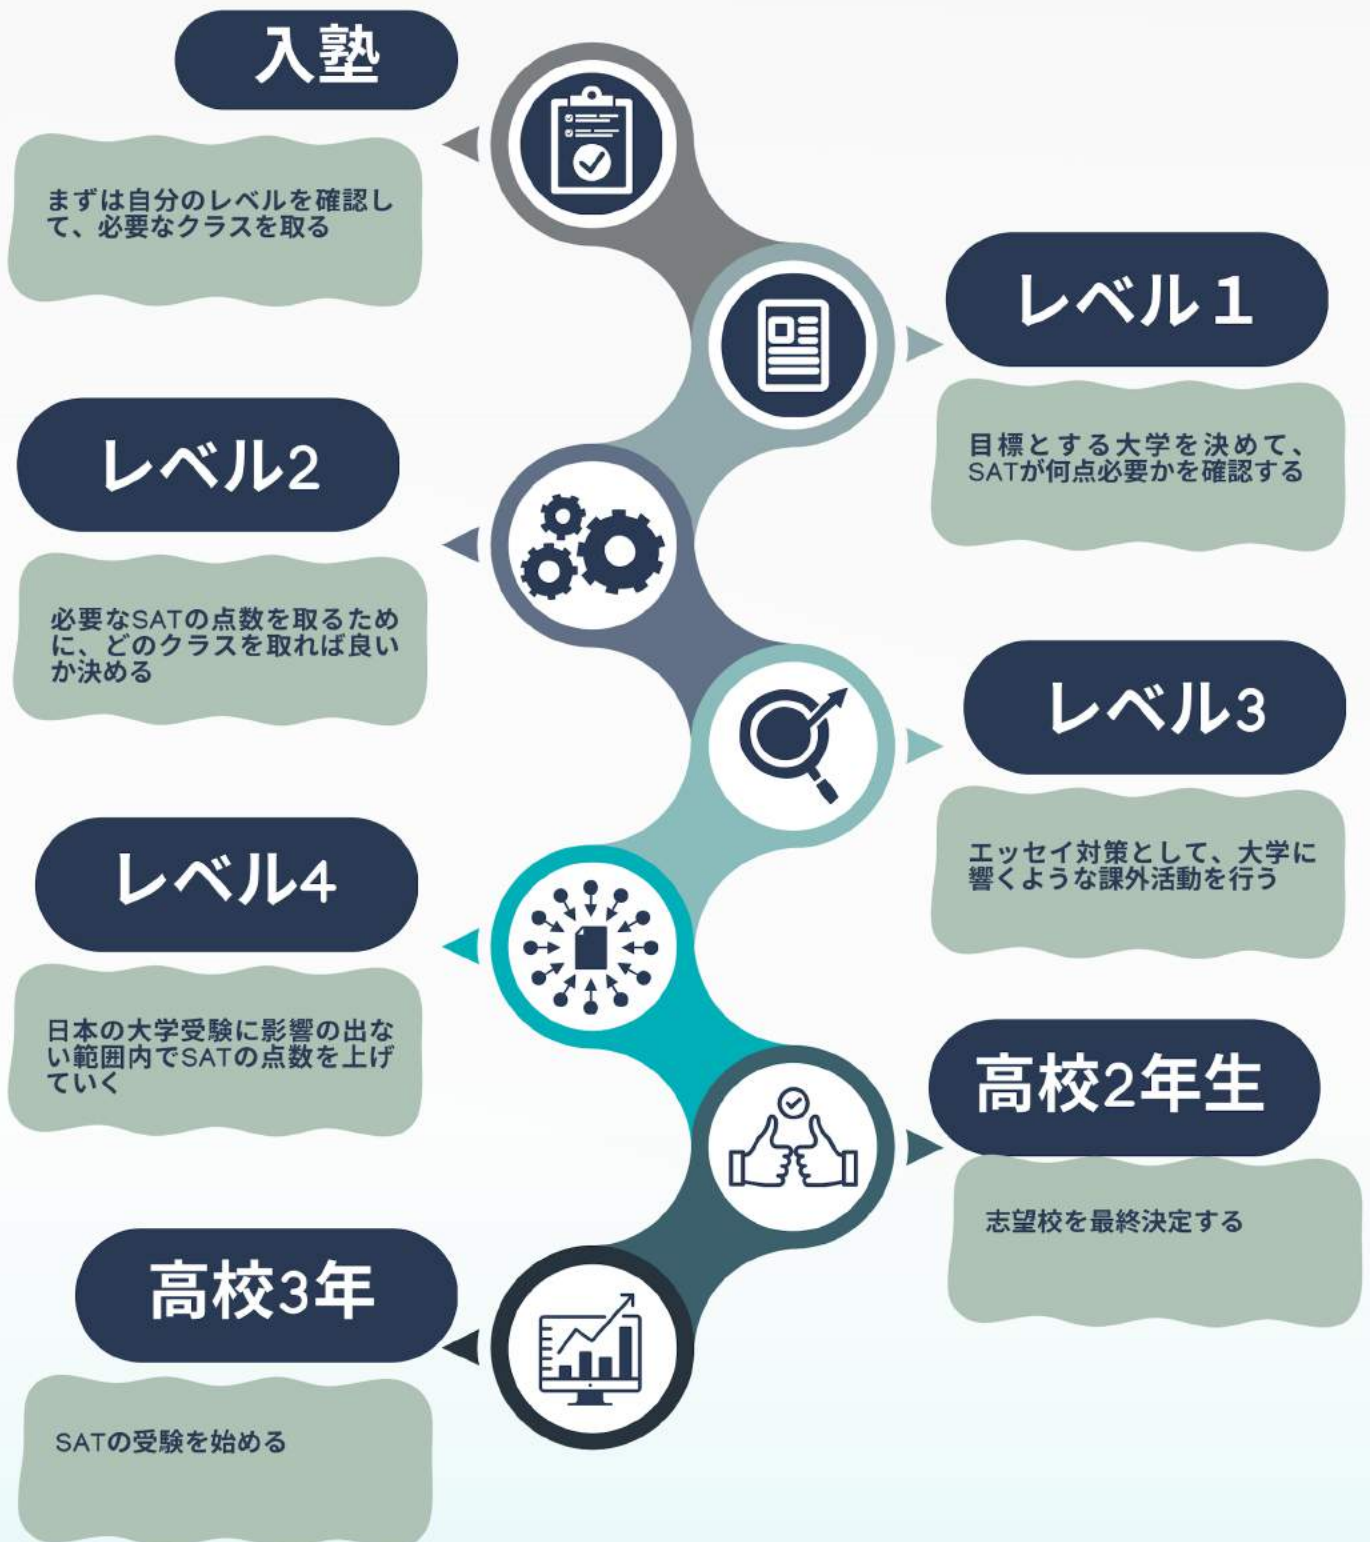 入塾
まずは自分のレベルを確認し
て、必要なクラスを取る
レベル１
目標とする大学を決めて、
SATが何点必要かを確認する
レベル2
必要なSATの点数を取るため
に、どのクラスを取れば良い
か決める
レベル3
エッセイ対策として、大学に
響くような課外活動を行う
レベル4
日本の大学受験に影響の出な
い範囲内でSATの点数を上げ
ていく
高校2年生
志望校を最終決定する
高校3年
SATの受験を始める